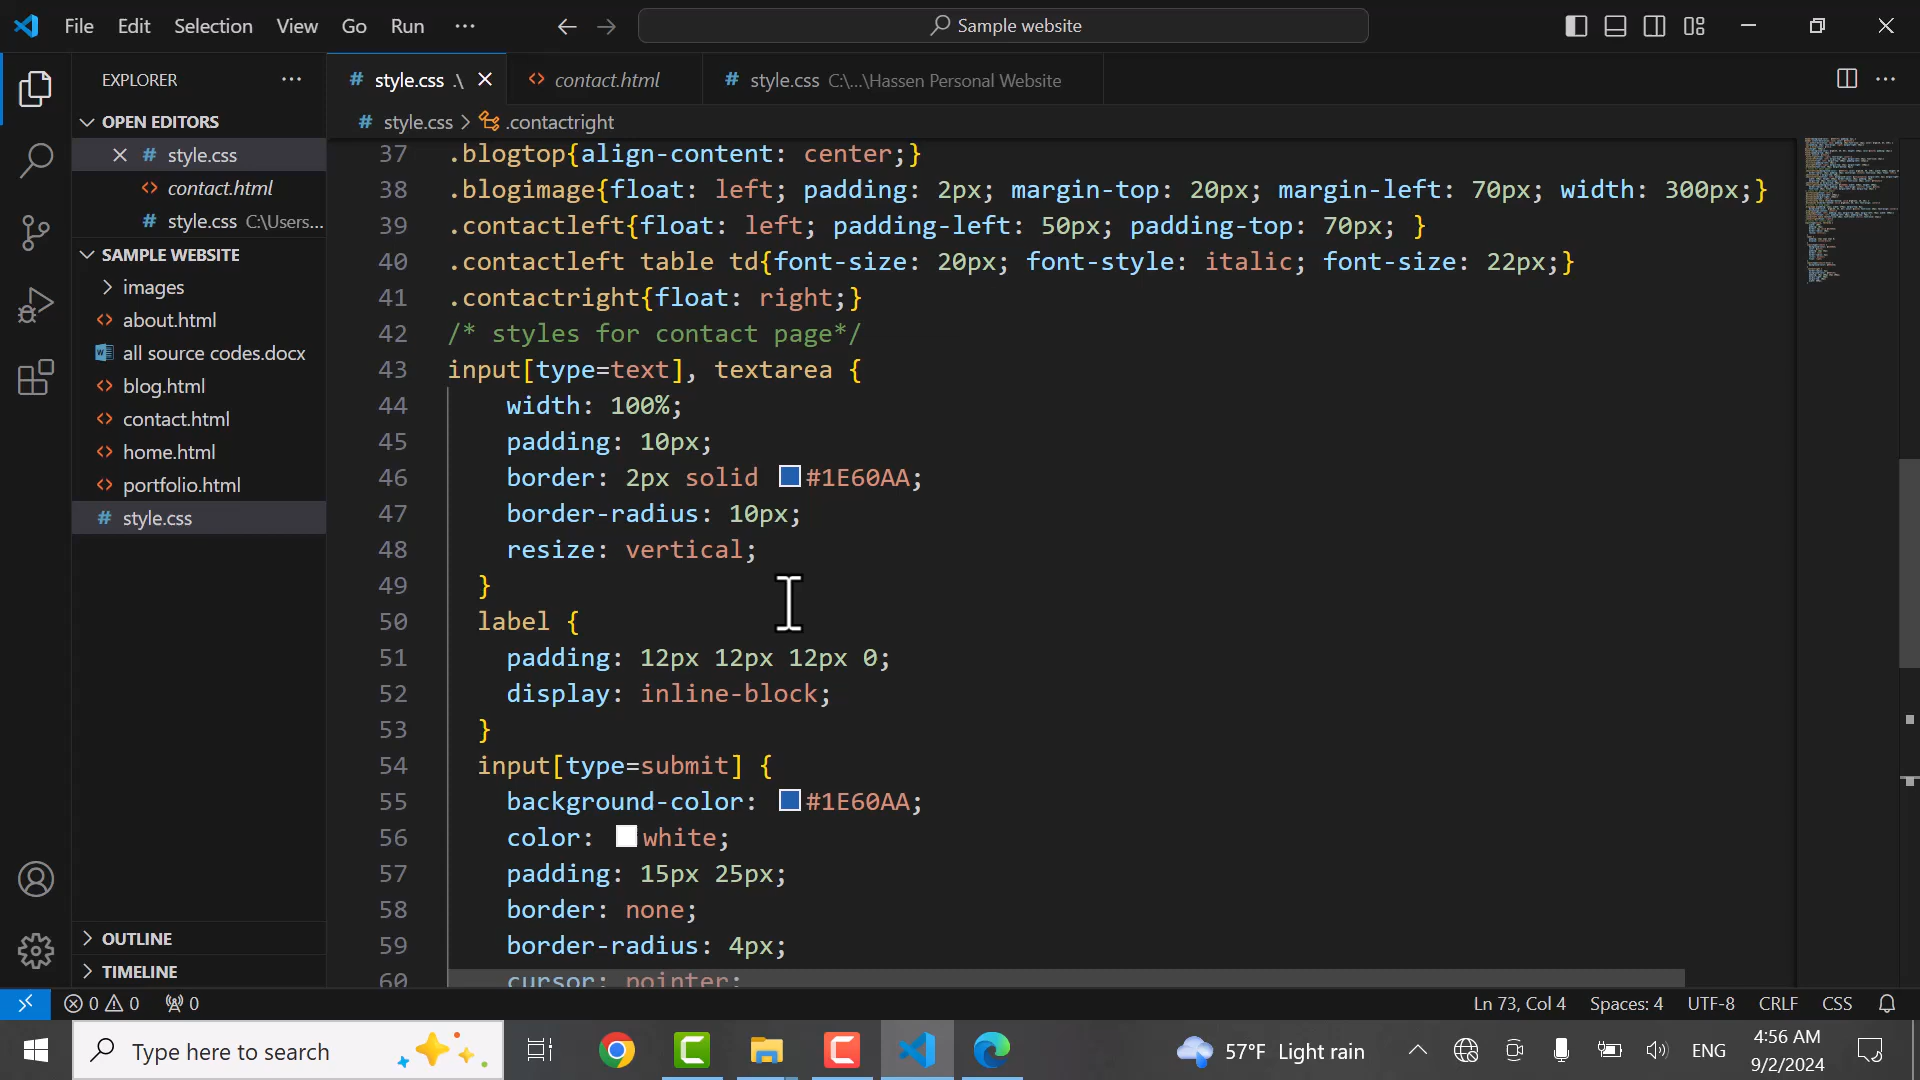 File Edit Selection View Go Run ··· Sample website
EXPLORER ···
# style.css .\ <> contact.html # style.css C:\...\Hassen Personal Website ···
# style.css > .contactright
OPEN EDITORS
# style.css
<> contact.html
# style.css C:\Users...
SAMPLE WEBSITE
images
<> about.html
all source codes.docx
<> blog.html
<> contact.html
<> home.html
<> portfolio.html
# style.css
OUTLINE
TIMELINE
37 .blogtop{align-content: center;}
38 .blogimage{float: left; padding: 2px; margin-top: 20px; margin-left: 70px; width: 300px;}
39 .contactleft{float: left; padding-left: 50px; padding-top: 70px; }
40 .contactleft table td{font-size: 20px; font-style: italic; font-size: 22px;}
41 .contactright{float: right;}
42 /* styles for contact page*/
43 input[type=text], textarea {
44 width: 100%;
45 padding: 10px;
46 border: 2px solid #1E60AA;
47 border-radius: 10px;
48 resize: vertical;
49 }
50 label {
51 padding: 12px 12px 12px 0;
52 display: inline-block;
53 }
54 input[type=submit] {
55 background-color: #1E60AA;
56 color: white;
57 padding: 15px 25px;
58 border: none;
59 border-radius: 4px;
60 cursor: pointer;
0 0 0 Ln 73, Col 4 Spaces: 4 UTF-8 CRLF CSS
Type here to search 57°F Light rain ENG 4:56 AM
9/2/2024